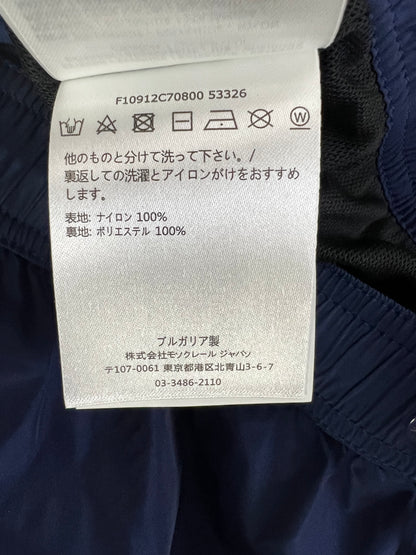 F10912C70800 53326
他のものと分けて洗って下さい。/
裏返しての洗濯とアイロンがけをおすすめ
します。
表地: ナイロン 100%
裏地: ポリエステル 100%
ブルガリア製
株式会社モンクレール ジャパン
〒107-0061 東京都港区北青山3-6-7
03-3486-2110